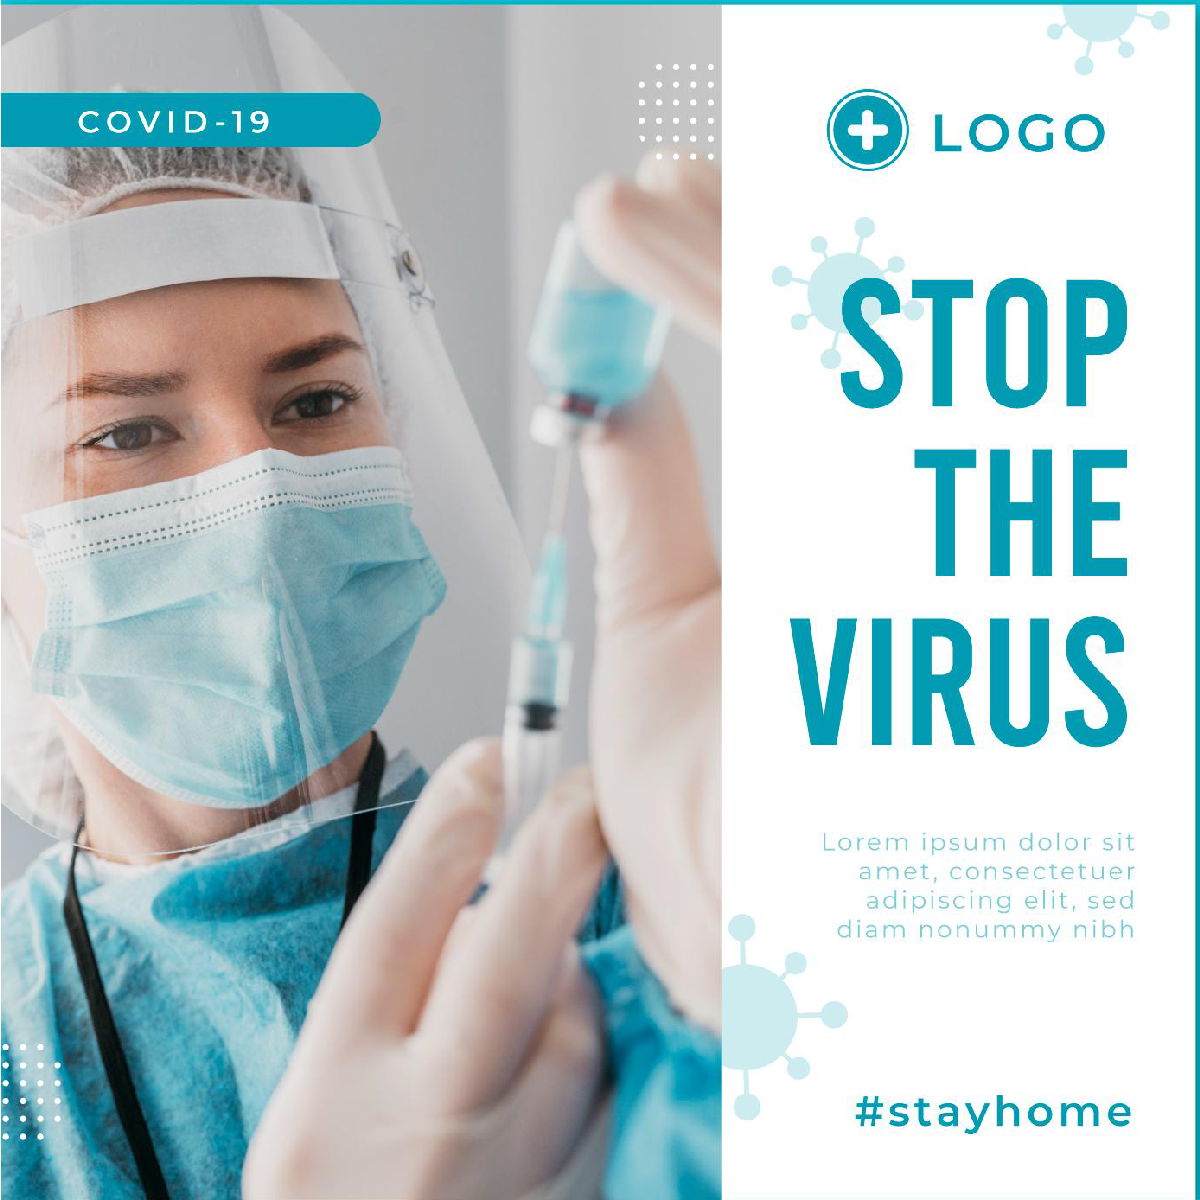 COVID-19
LOGO
STOP
THE
VIRUS
Lorem ipsum dolor sit
amet, consectetuer
adipiscing elit, sed
diam nonummy nibh
#stayhome